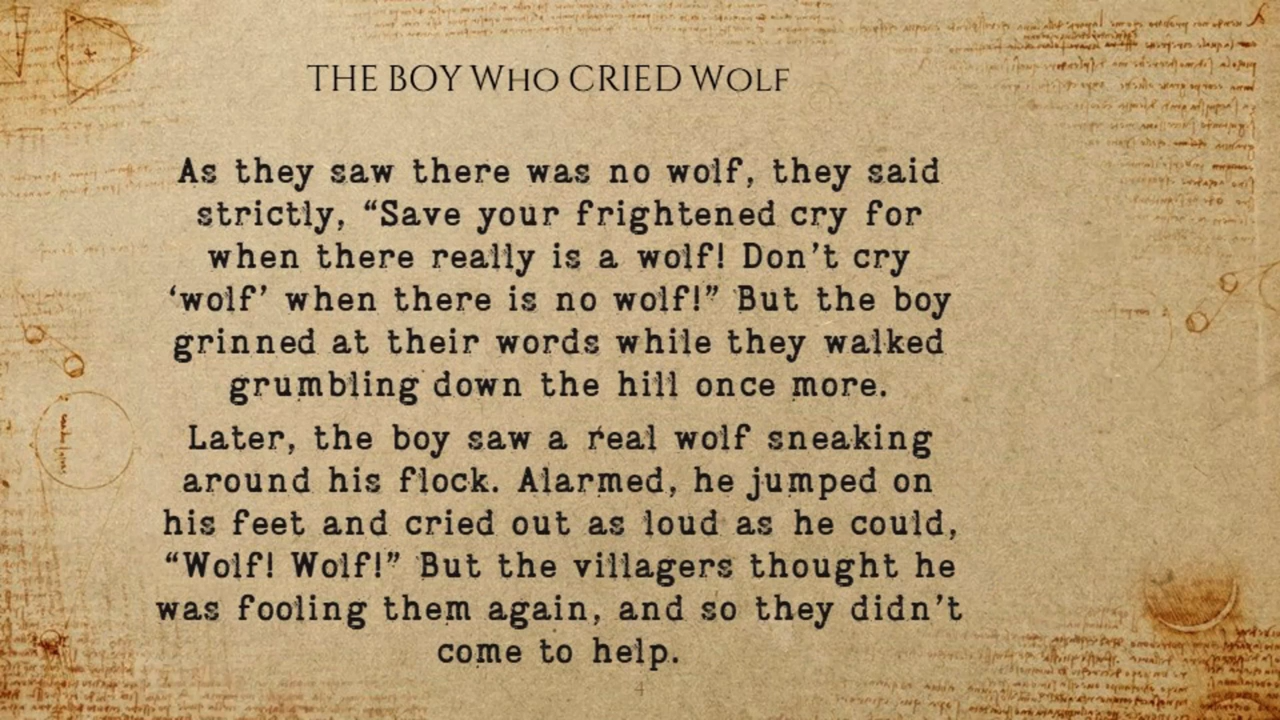 THE BOY WHO CRIED WOLF
As they saw there was no wolf, they said
strictly, “Save your frightened cry for
when there really is a wolf! Don’t cry
‘wolf’ when there is no wolf!” But the boy
grinned at their words while they walked
grumbling down the hill once more.
Later, the boy saw a real wolf sneaking
around his flock. Alarmed, he jumped on
his feet and cried out as loud as he could,
“Wolf! Wolf!” But the villagers thought he
was fooling them again, and so they didn’t
come to help.
4